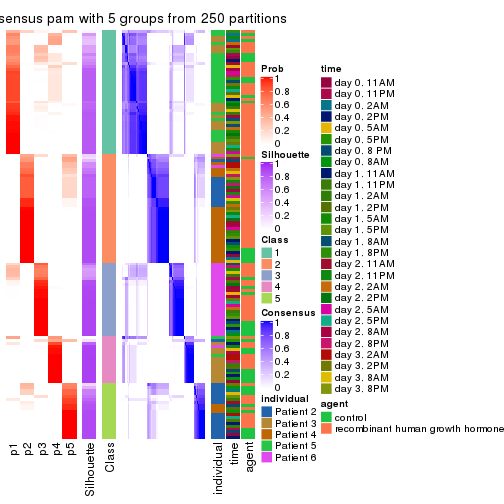 sensus pam with 5 groups from 250 partitions
Prob
1
0.8
0.6
0.4
0.2
0
Silhouette
1
0.8
0.6
0.4
0.2
0
Class
1
2
3
4
5
Consensus
1
0.8
0.6
0.4
0.2
0
individual
Patient 2
Patient 3
Patient 4
Patient 5
Patient 6
time
day 0. 11AM
day 0. 11PM
day 0. 2AM
day 0. 2PM
day 0. 5AM
day 0. 5PM
day 0. 8 PM
day 0. 8AM
day 1. 11AM
day 1. 11PM
day 1. 2AM
day 1. 2PM
day 1. 5AM
day 1. 5PM
day 1. 8AM
day 1. 8PM
day 2. 11AM
day 2. 11PM
day 2. 2AM
day 2. 2PM
day 2. 5AM
day 2. 5PM
day 2. 8AM
day 2. 8PM
day 3. 2AM
day 3. 2PM
day 3. 8AM
day 3. 8PM
agent
control
recombinant human growth hormone
p1
p2
p3
p4
p5
Silhouette
Class
individual
time
agent